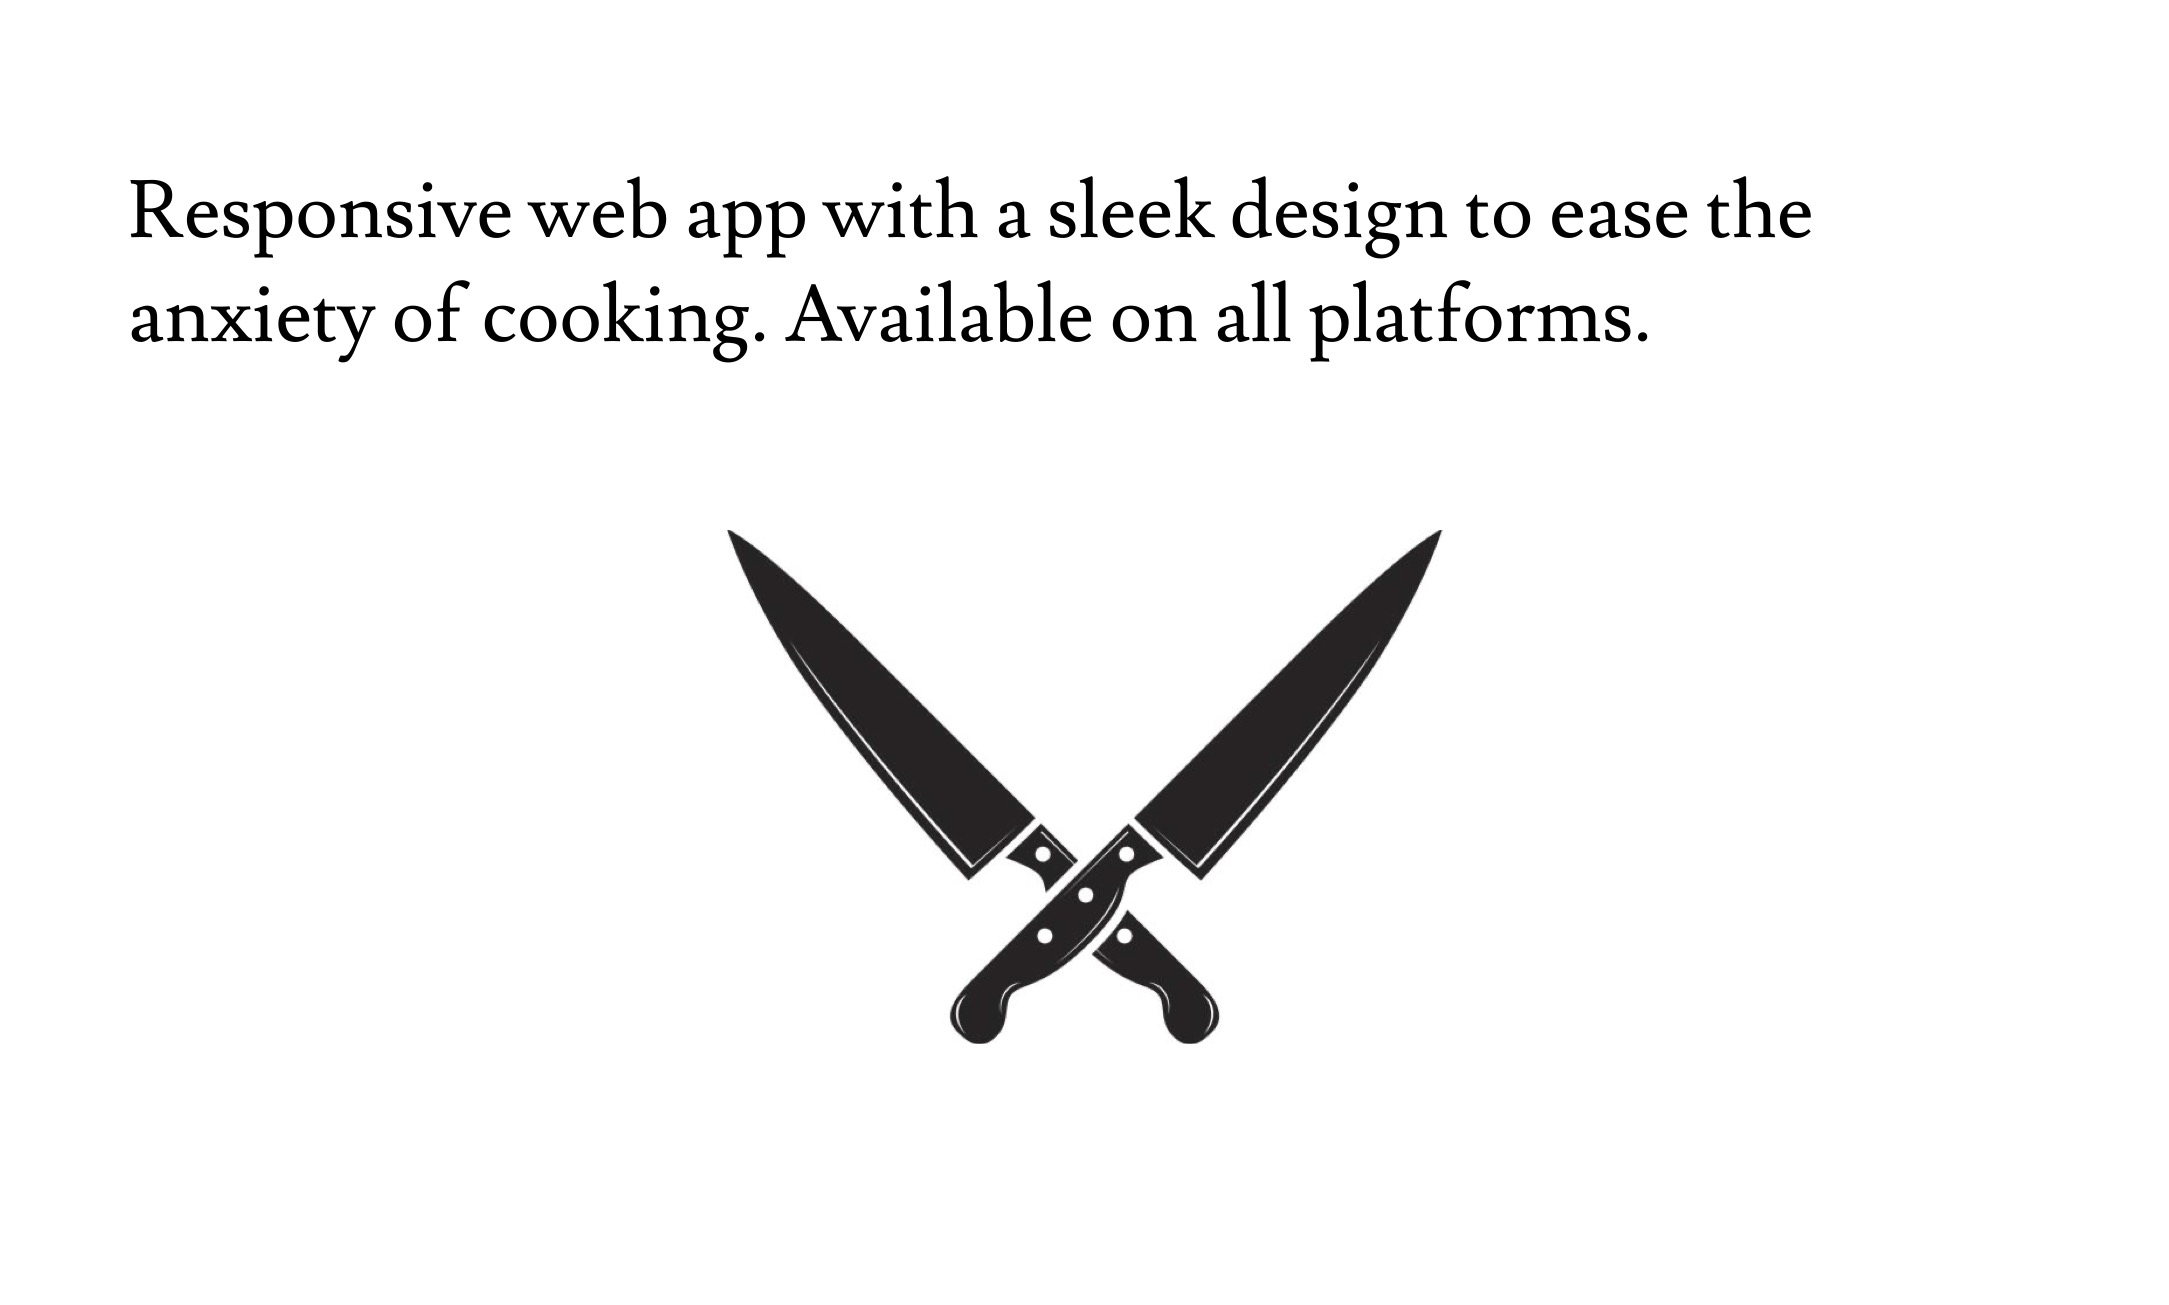 Responsive web app with a sleek design to ease the
anxiety of cooking. Available on all platforms.